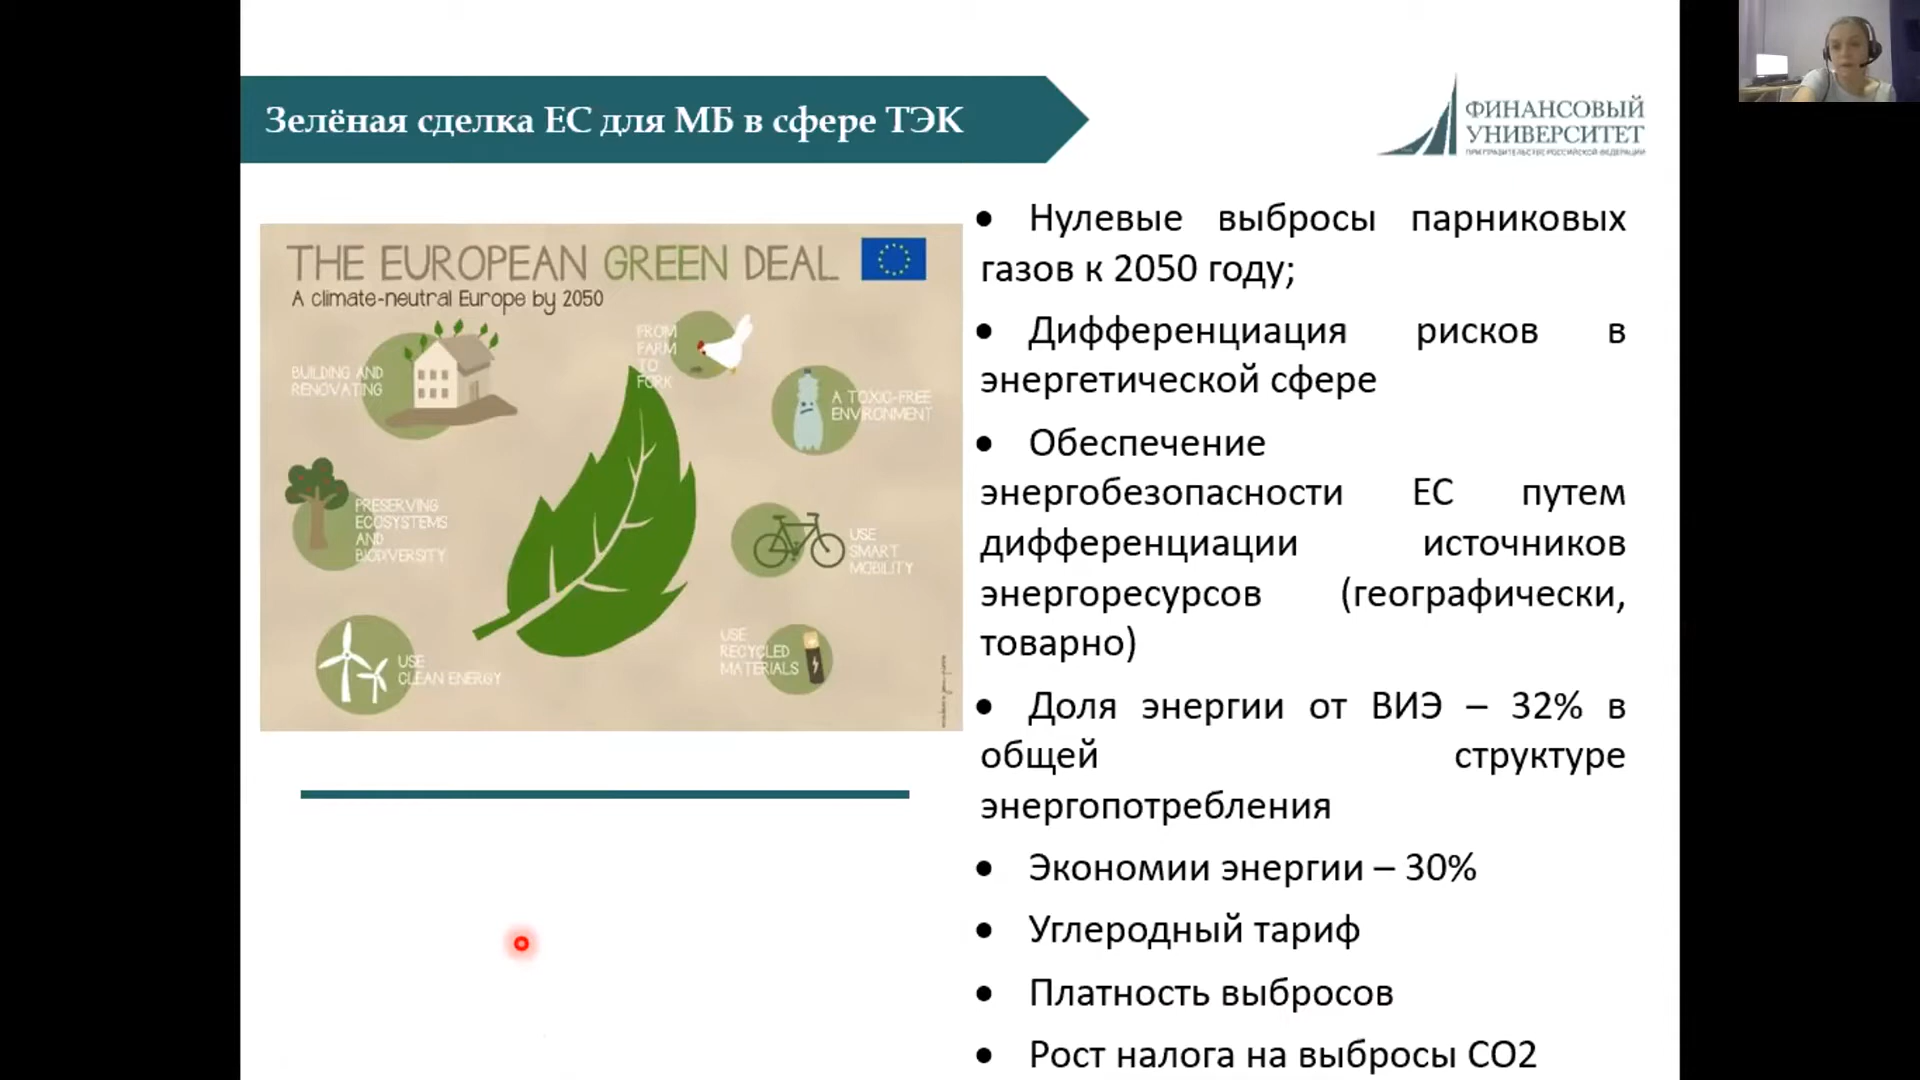 Зелёная сделка ЕС для МБ в сфере ТЭК
ФИНАНСОВЫЙ
УНИВЕРСИТЕТ
ПРИ ПРАВИТЕЛЬСТВЕ РОССИЙСКОЙ ФЕДЕРАЦИИ
THE EUROPEAN GREEN DEAL
A climate-neutral Europe by 2050
BUILDING AND
RENOVATING
FROM
FARM
TO
FORK
A TOXIC-FREE
ENVIRONMENT
PRESERVING
ECOSYSTEMS
AND
BIODIVERSITY
USE
SMART
MOBILITY
USE
CLEAN ENERGY
USE
RECYCLED
MATERIALS
• Нулевые выбросы парниковых
газов к 2050 году;
• Дифференциация рисков в
энергетической сфере
• Обеспечение
энергобезопасности ЕС путем
дифференциации источников
энергоресурсов (географически,
товарно)
• Доля энергии от ВИЭ – 32% в
общей структуре
энергопотребления
• Экономии энергии – 30%
• Углеродный тариф
• Платность выбросов
• Рост налога на выбросы СО2